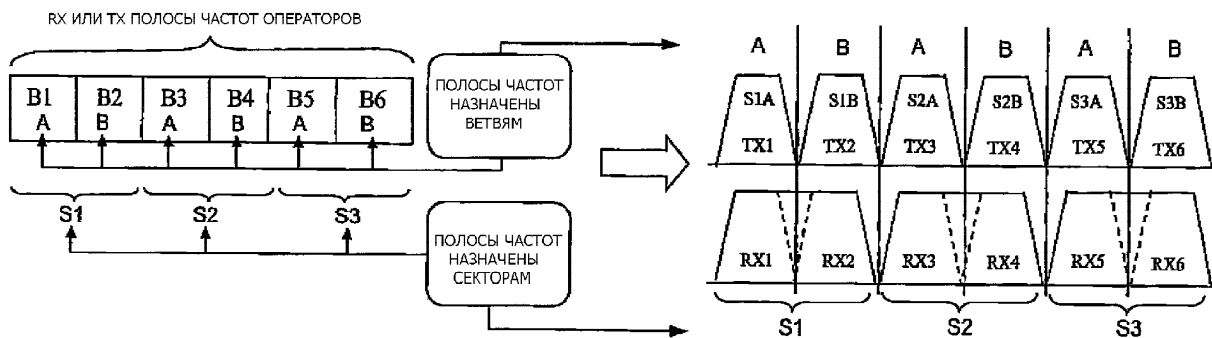 RX ИЛИ TX ПОЛОСЫ ЧАСТОТ ОПЕРАТОРОВ
B1 B2 B3 B4 B5 B6
A B A B A B
S1 S2 S3
ПОЛОСЫ ЧАСТОТ
НАЗНАЧЕНЫ
ВЕТВЯМ
ПОЛОСЫ ЧАСТОТ
НАЗНАЧЕНЫ
СЕКТОРАМ
A B A B A B
S1A S1B S2A S2B S3A S3B
TX1 TX2 TX3 TX4 TX5 TX6
RX1 RX2 RX3 RX4 RX5 RX6
S1 S2 S3